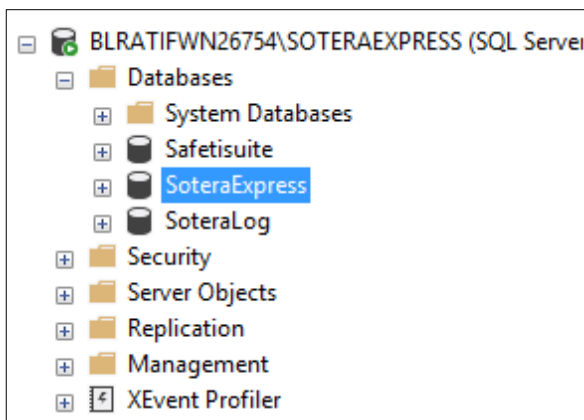 BLRATIFWN26754\SOTERAEXPRESS (SQL Server
Databases
System Databases
Safetisuite
SoteraExpress
SoteraLog
Security
Server Objects
Replication
Management
XEvent Profiler